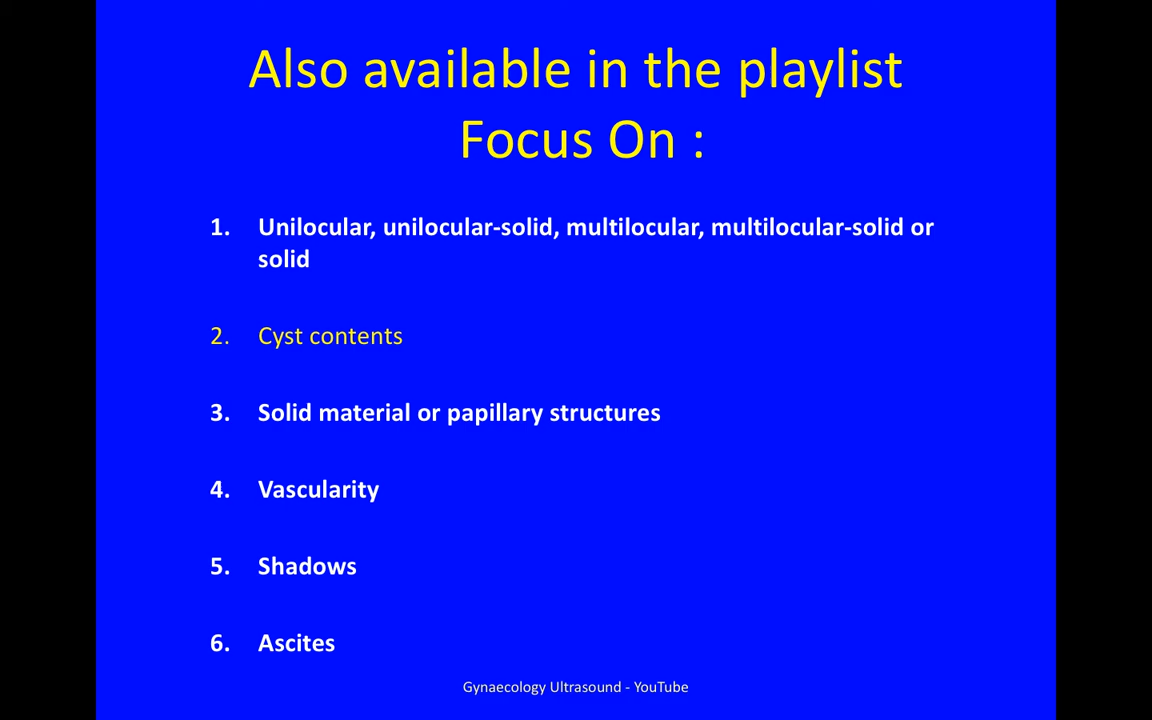 Also available in the playlist
Focus On :
1. Unilocular, unilocular-solid, multilocular, multilocular-solid or
solid
2. Cyst contents
3. Solid material or papillary structures
4. Vascularity
5. Shadows
6. Ascites
Gynaecology Ultrasound - YouTube